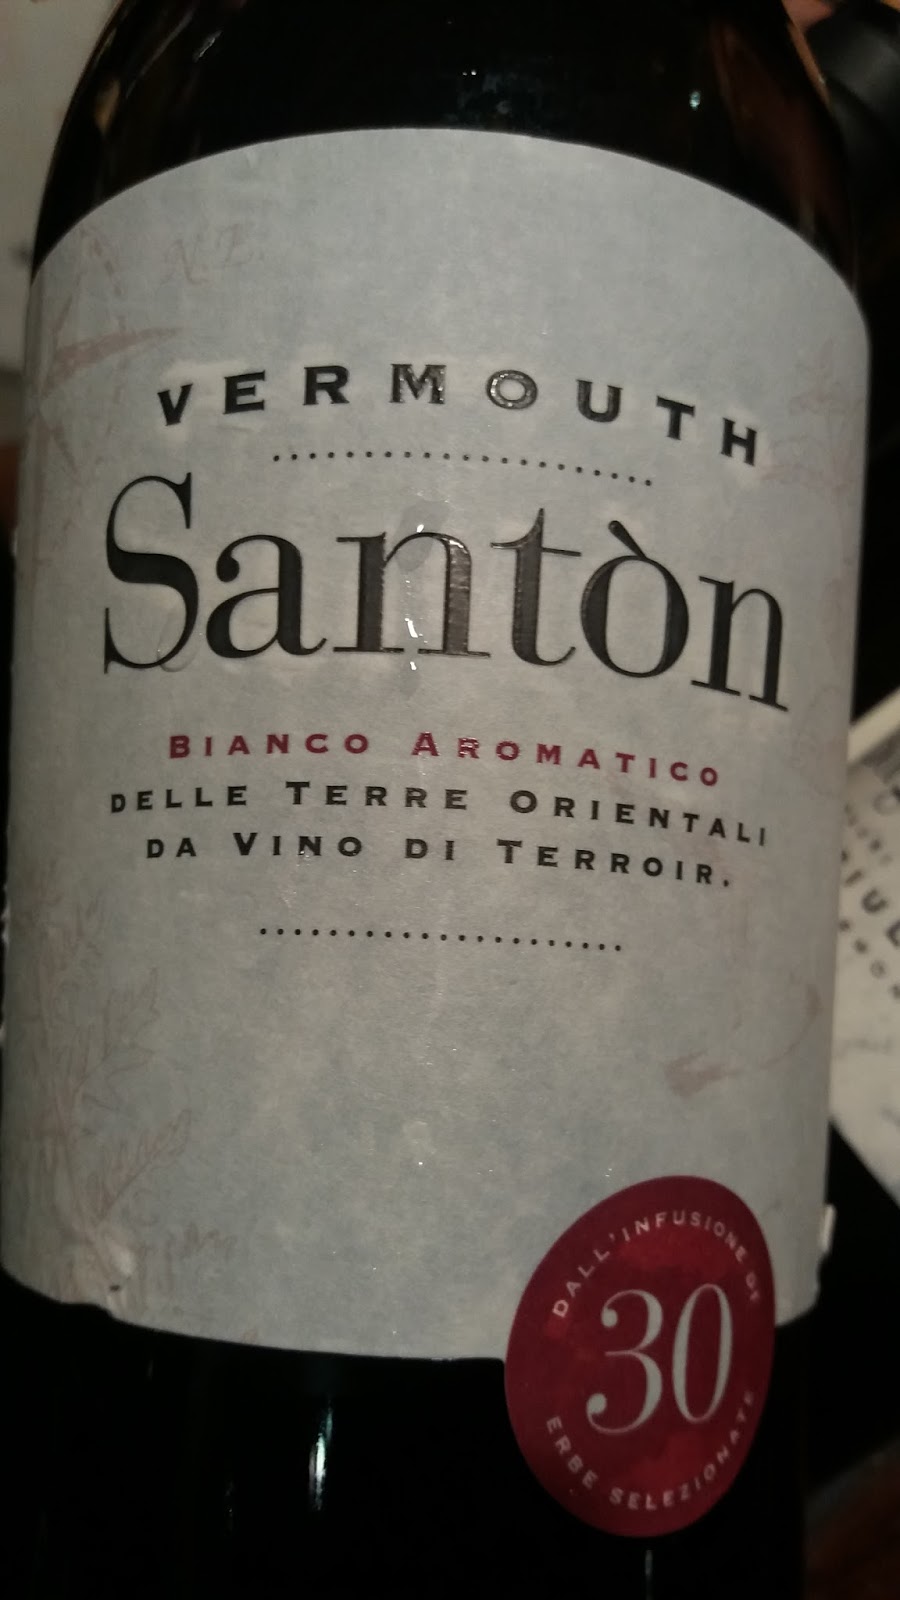 N.E.
VERMOUTH
Santòn
BIANCO AROMATICO
DELLE TERRE ORIENTALI
DA VINO DI TERROIR.
DALL'INFUSIONE DI
30
ERBE SELEZIONATE